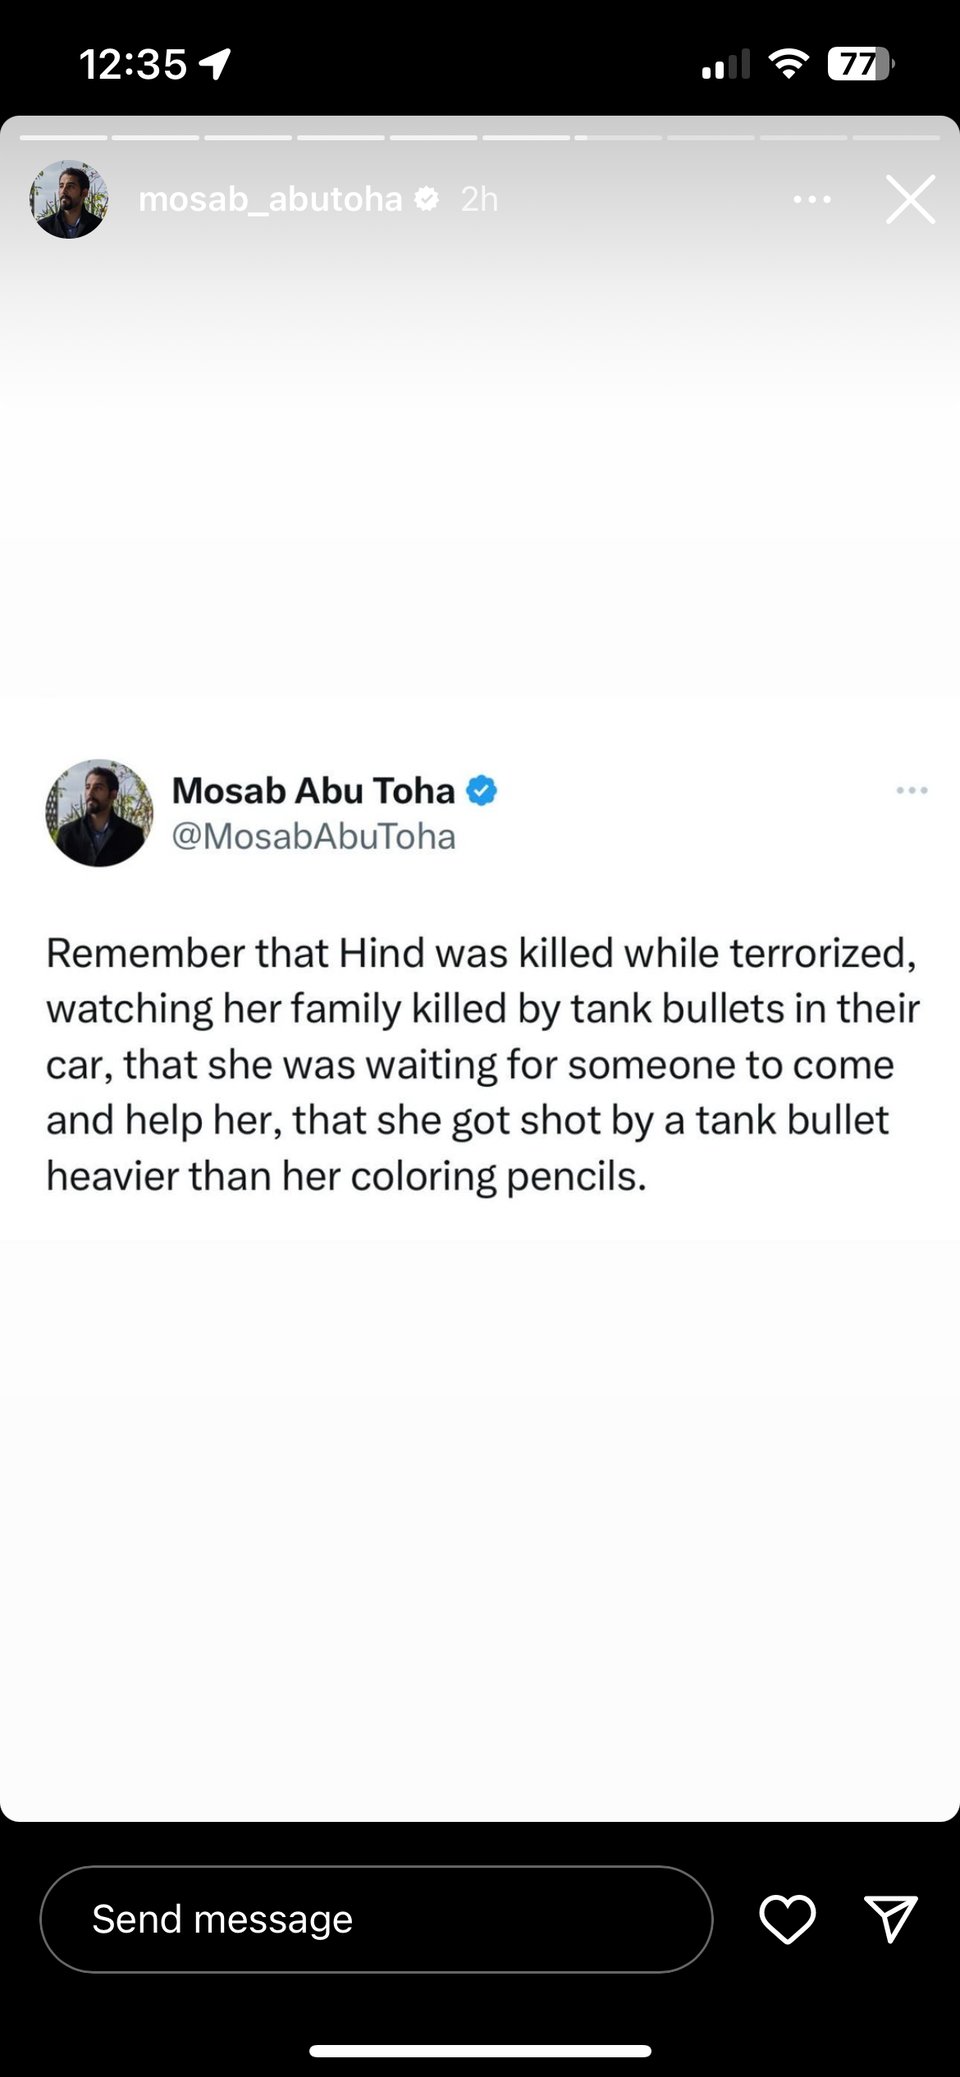 12:35
77
mosab_abutoha 2h
Mosab Abu Toha
@MosabAbuToha
Remember that Hind was killed while terrorized,
watching her family killed by tank bullets in their
car, that she was waiting for someone to come
and help her, that she got shot by a tank bullet
heavier than her coloring pencils.
Send message